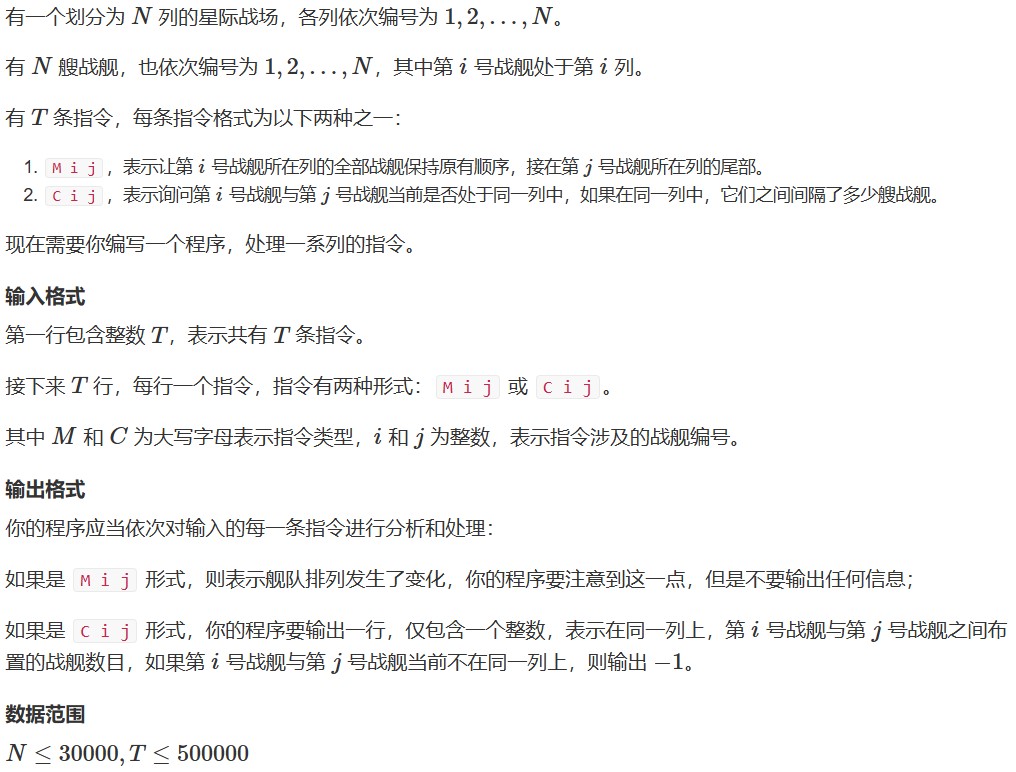 有一个划分为 N 列的星际战场，各列依次编号为 1,2,…,N。
有 N 艘战舰，也依次编号为 1,2,…,N，其中第 i 号战舰处于第 i 列。
有 T 条指令，每条指令格式为以下两种之一：
1. M i j ，表示让第 i 号战舰所在列的全部战舰保持原有顺序，接在第 j 号战舰所在列的尾部。
2. C i j ，表示询问第 i 号战舰与第 j 号战舰当前是否处于同一列中，如果在同一列中，它们之间间隔了多少艘战舰。
现在需要你编写一个程序，处理一系列的指令。
输入格式
第一行包含整数 T，表示共有 T 条指令。
接下来 T 行，每行一个指令，指令有两种形式： M i j 或 C i j 。
其中 M 和 C 为大写字母表示指令类型，i 和 j 为整数，表示指令涉及的战舰编号。
输出格式
你的程序应当依次对输入的每一条指令进行分析和处理：
如果是 M i j 形式，则表示舰队排列发生了变化，你的程序要注意到这一点，但是不要输出任何信息；
如果是 C i j 形式，你的程序要输出一行，仅包含一个整数，表示在同一列上，第 i 号战舰与第 j 号战舰之间布
置的战舰数目，如果第 i 号战舰与第 j 号战舰当前不在同一列上，则输出 −1。
数据范围
N ≤ 30000, T ≤ 500000